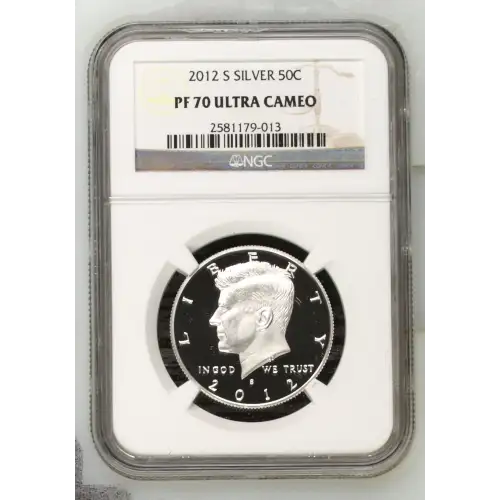 2012 S SILVER 50C
PF 70 ULTRA CAMEO
2581179-013
NGC
LIBERTY
IN GOD WE TRUST
S
2012